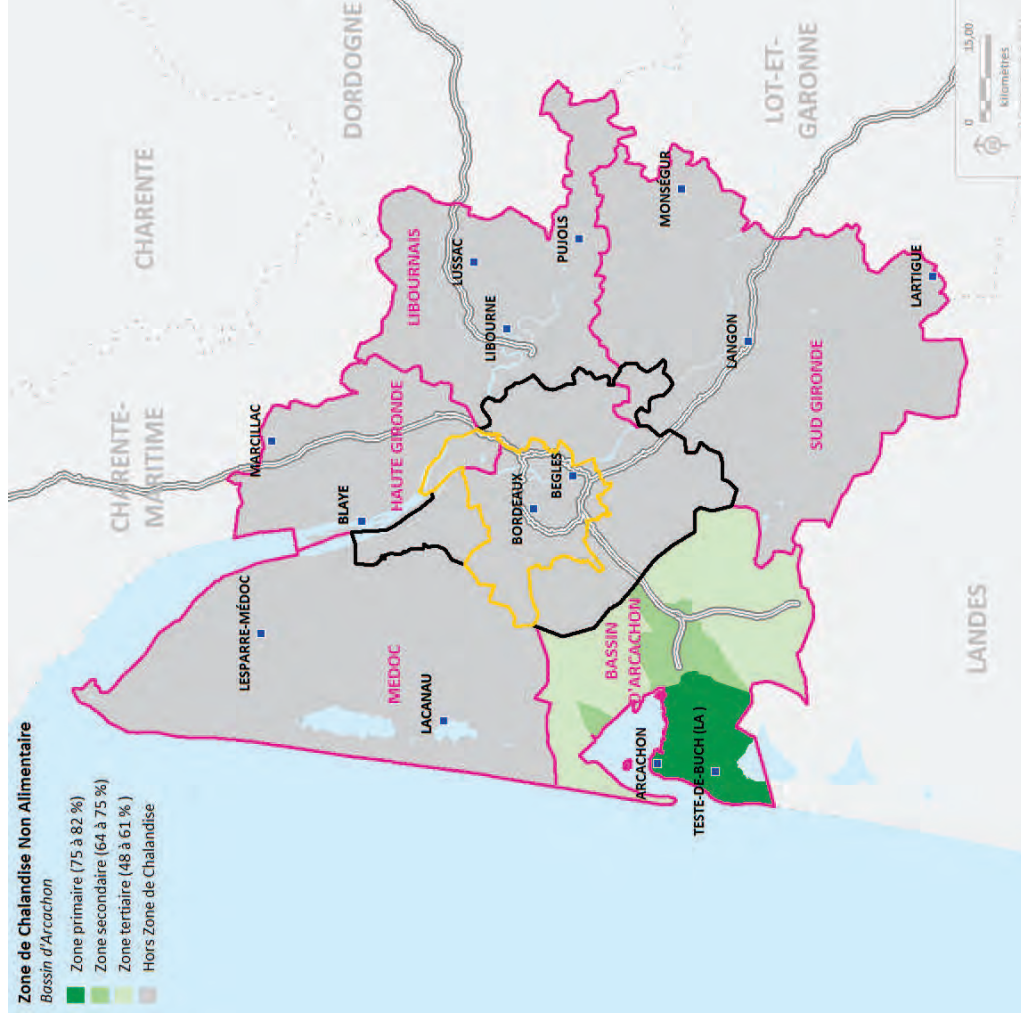 Zone de Chalandise Non Alimentaire
Bassin d'Arcachon
Zone primaire (75 à 82 %)
Zone secondaire (64 à 75 %)
Zone tertiaire (48 à 61 % )
Hors Zone de Chalandise
CHARENTE-
MARITIME
CHARENTE
DORDOGNE
LOT-ET-
GARONNE
LANDES
MEDOC
HAUTE GIRONDE
LIBOURNAIS
SUD GIRONDE
BASSIN
D'ARCACHON
LESPARRE-MÉDOC
LACANAU
BLAYE
MARCILLAC
LUSSAC
LIBOURNE
PUJOLS
MONSÉGUR
BORDEAUX
BEGLES
LANGON
LARTIGUE
ARCACHON
TESTE-DE-BUCH (LA )
0
15,00
kilomètres